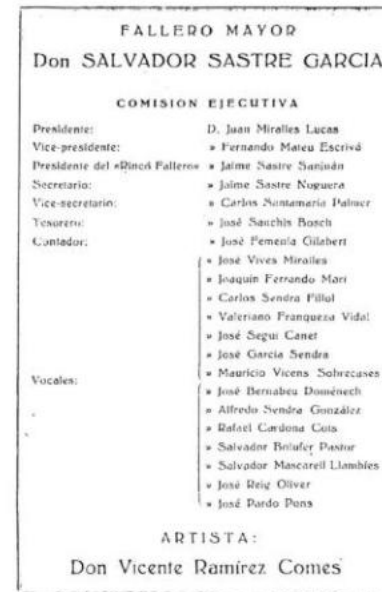 FALLERO MAYOR
Don SALVADOR SASTRE GARCIA
COMISION EJECUTIVA
Presidente: D. Juan Miralles Lucas
Vice-presidente: » Fernando Mateu Escrivá
Presidente del «Rincó Fallero» » Jaime Sastre Sanjuán
Secretario: » Jaime Sastre Noguera
Vice-secretario: » Carlos Santamaría Palmer
Tesorero: » José Sanchis Bosch
Contador: » José Femenía Gilabert
» José Vives Miralles
» Joaquín Ferrando Marí
» Carlos Sendra Fillol
» Valeriano Franqueza Vidal
» José Seguí Canet
» José García Sendra
» Mauricio Vicens Sobrecases
Vocales:
» José Bernabeu Doménech
» Alfredo Sendra González
» Rafael Cardona Cots
» Salvador Bolufer Pastor
» Salvador Mascarell Llambíes
» José Reig Oliver
» José Pardo Pons
ARTISTA:
Don Vicente Ramírez Comes